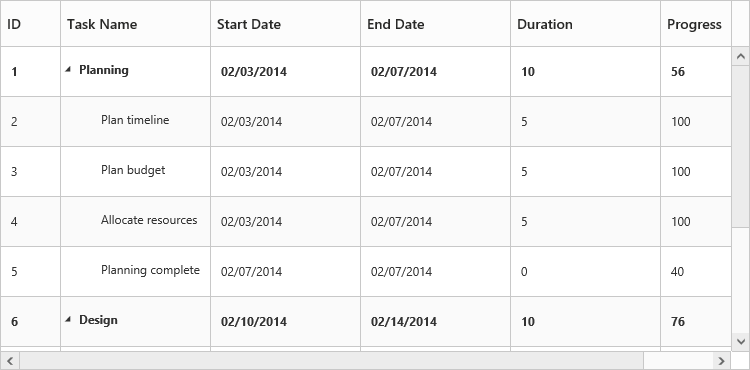 ID Task Name Start Date End Date Duration Progress
1 Planning 02/03/2014 02/07/2014 10 56
2 Plan timeline 02/03/2014 02/07/2014 5 100
3 Plan budget 02/03/2014 02/07/2014 5 100
4 Allocate resources 02/03/2014 02/07/2014 5 100
5 Planning complete 02/07/2014 02/07/2014 0 40
6 Design 02/10/2014 02/14/2014 10 76